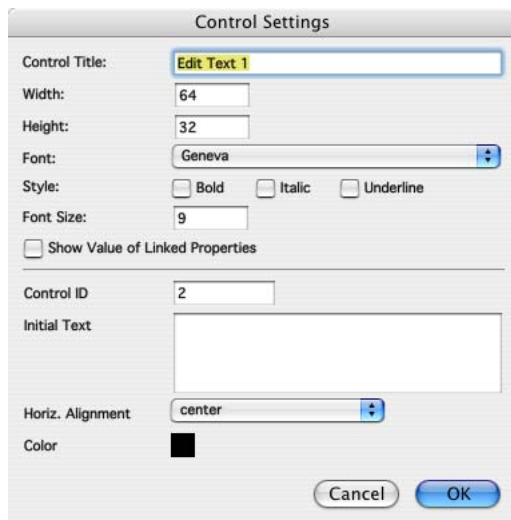 Control Settings
Control Title: Edit Text 1
Width: 64
Height: 32
Font: Geneva
Style: Bold Italic Underline
Font Size: 9
Show Value of Linked Properties
Control ID 2
Initial Text
Horiz. Alignment center
Color
Cancel OK